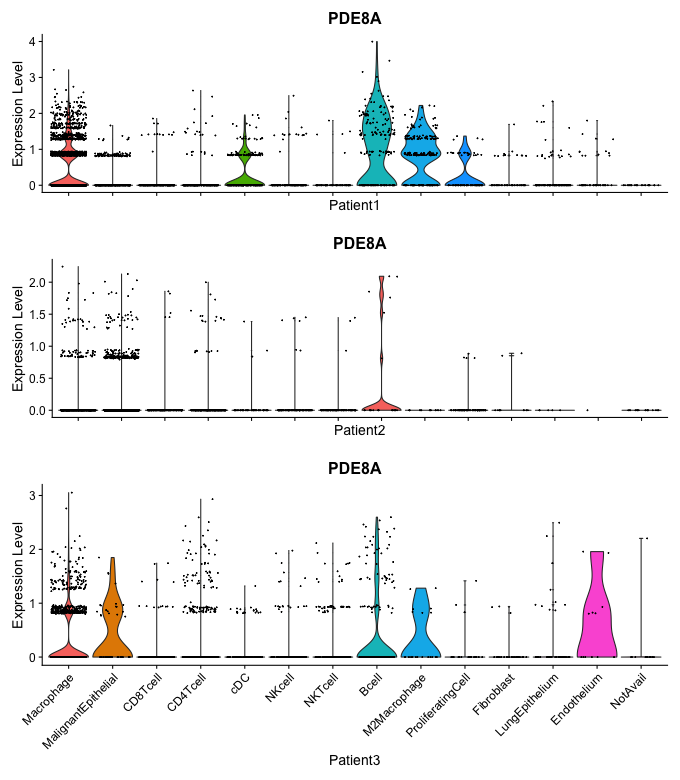 PDE8A
Expression Level
4
3
2
1
0
Patient1
PDE8A
Expression Level
2.0
1.5
1.0
0.5
0.0
Patient2
PDE8A
Expression Level
3
2
1
0
Macrophage
MalignantEpithelial
CD8Tcell
CD4Tcell
cDC
NKcell
NKTcell
Bcell
M2Macrophage
ProliferatingCell
Fibroblast
LungEpithelium
Endothelium
NotAvail
Patient3